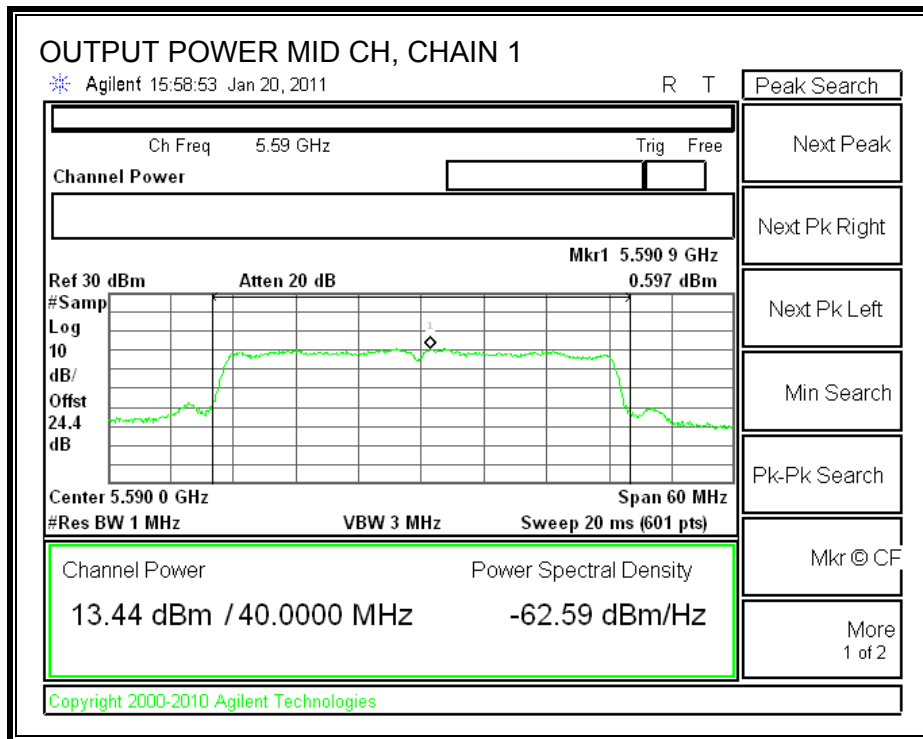 OUTPUT POWER MID CH, CHAIN 1
Agilent 15:58:53 Jan 20, 2011 R T
Peak Search
Ch Freq 5.59 GHz Trig Free
Next Peak
Channel Power
Next Pk Right
Mkr1 5.590 9 GHz
Ref 30 dBm Atten 20 dB 0.597 dBm
#Samp
Log
10
dB/
Offst
24.4
dB
1
Next Pk Left
Min Search
Pk-Pk Search
Center 5.590 0 GHz Span 60 MHz
#Res BW 1 MHz VBW 3 MHz Sweep 20 ms (601 pts)
Channel Power Power Spectral Density
Mkr © CF
13.44 dBm / 40.0000 MHz -62.59 dBm/Hz
More
1 of 2
Copyright 2000-2010 Agilent Technologies